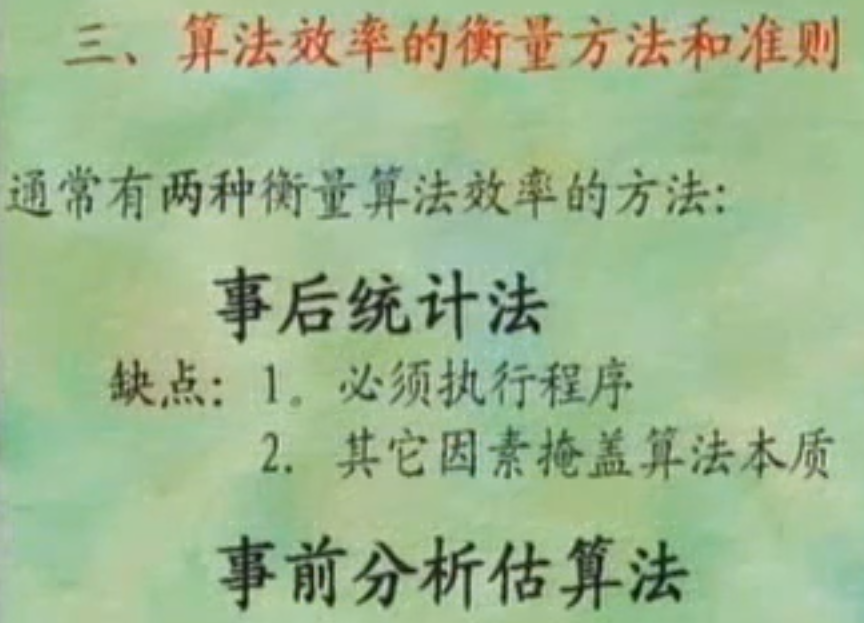 三、算法效率的衡量方法和准则
通常有两种衡量算法效率的方法:
事后统计法
缺点: 1。必须执行程序
2. 其它因素掩盖算法本质
事前分析估算法